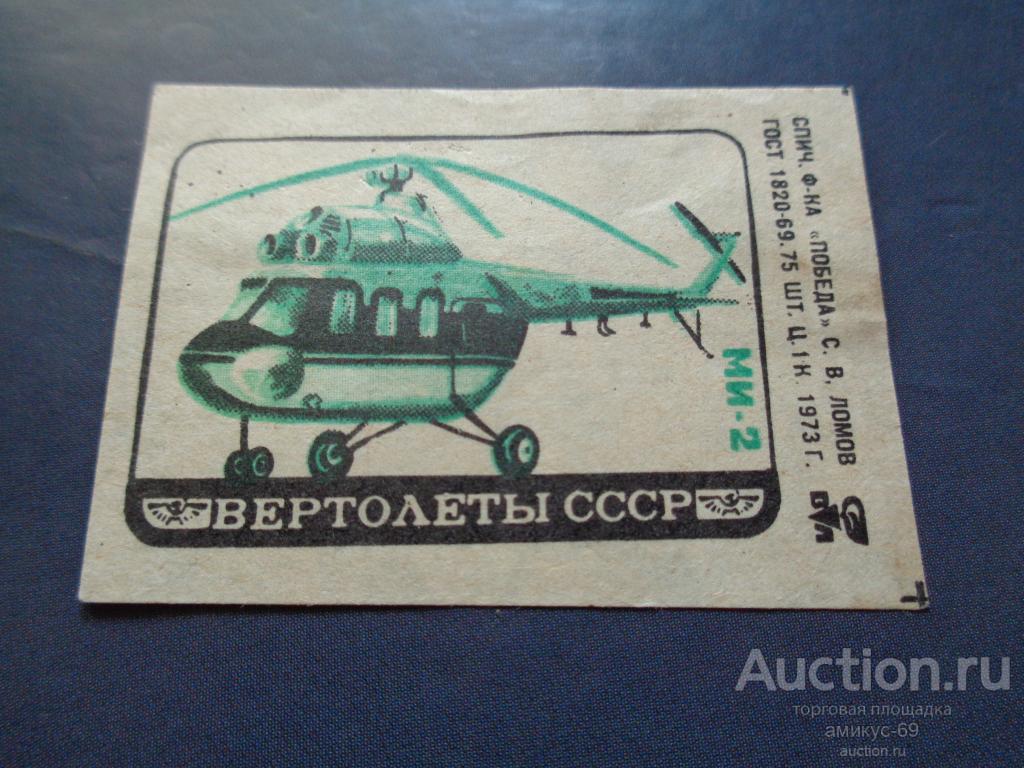 СПИЧ. Ф-КА «ПОБЕДА» С. В. ЛОМОВ
ГОСТ 1820-69. 75 ШТ. Ц. 1 К. 1973 г.
МИ-2
ВЕРТОЛЁТЫ СССР
Auction.ru
торговая площадка
амикус-69
auction.ru